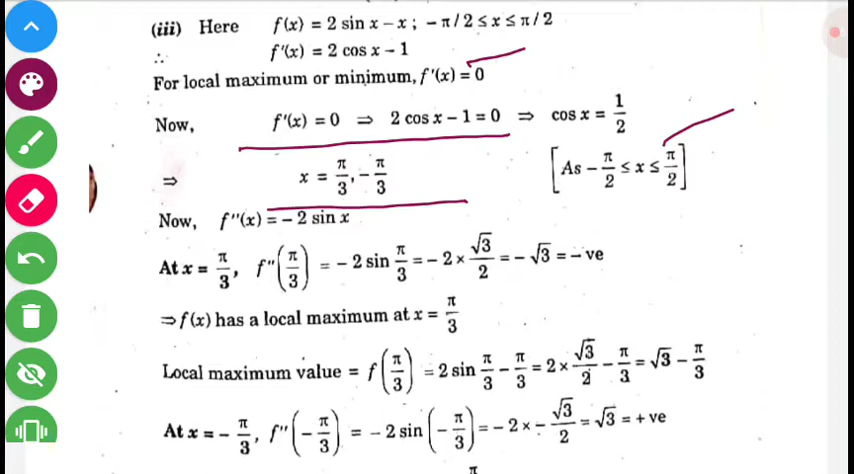 (iii) Here f(x) = 2 sin x – x ; – π/2 ≤ x ≤ π/2
∴ f'(x) = 2 cos x – 1
For local maximum or minimum, f'(x) = 0
Now, f'(x) = 0 ⇒ 2 cos x – 1 = 0 ⇒ cos x = 1/2
⇒ x = π/3, – π/3 [As – π/2 ≤ x ≤ π/2]
Now, f''(x) = – 2 sin x
At x = π/3, f''(π/3) = – 2 sin π/3 = – 2 × √3/2 = – √3 = – ve
⇒ f(x) has a local maximum at x = π/3
Local maximum value = f(π/3) = 2 sin π/3 – π/3 = 2 × √3/2 – π/3 = √3 – π/3
At x = – π/3, f''(– π/3) = – 2 sin (– π/3) = – 2 × – √3/2 = √3 = + ve
π